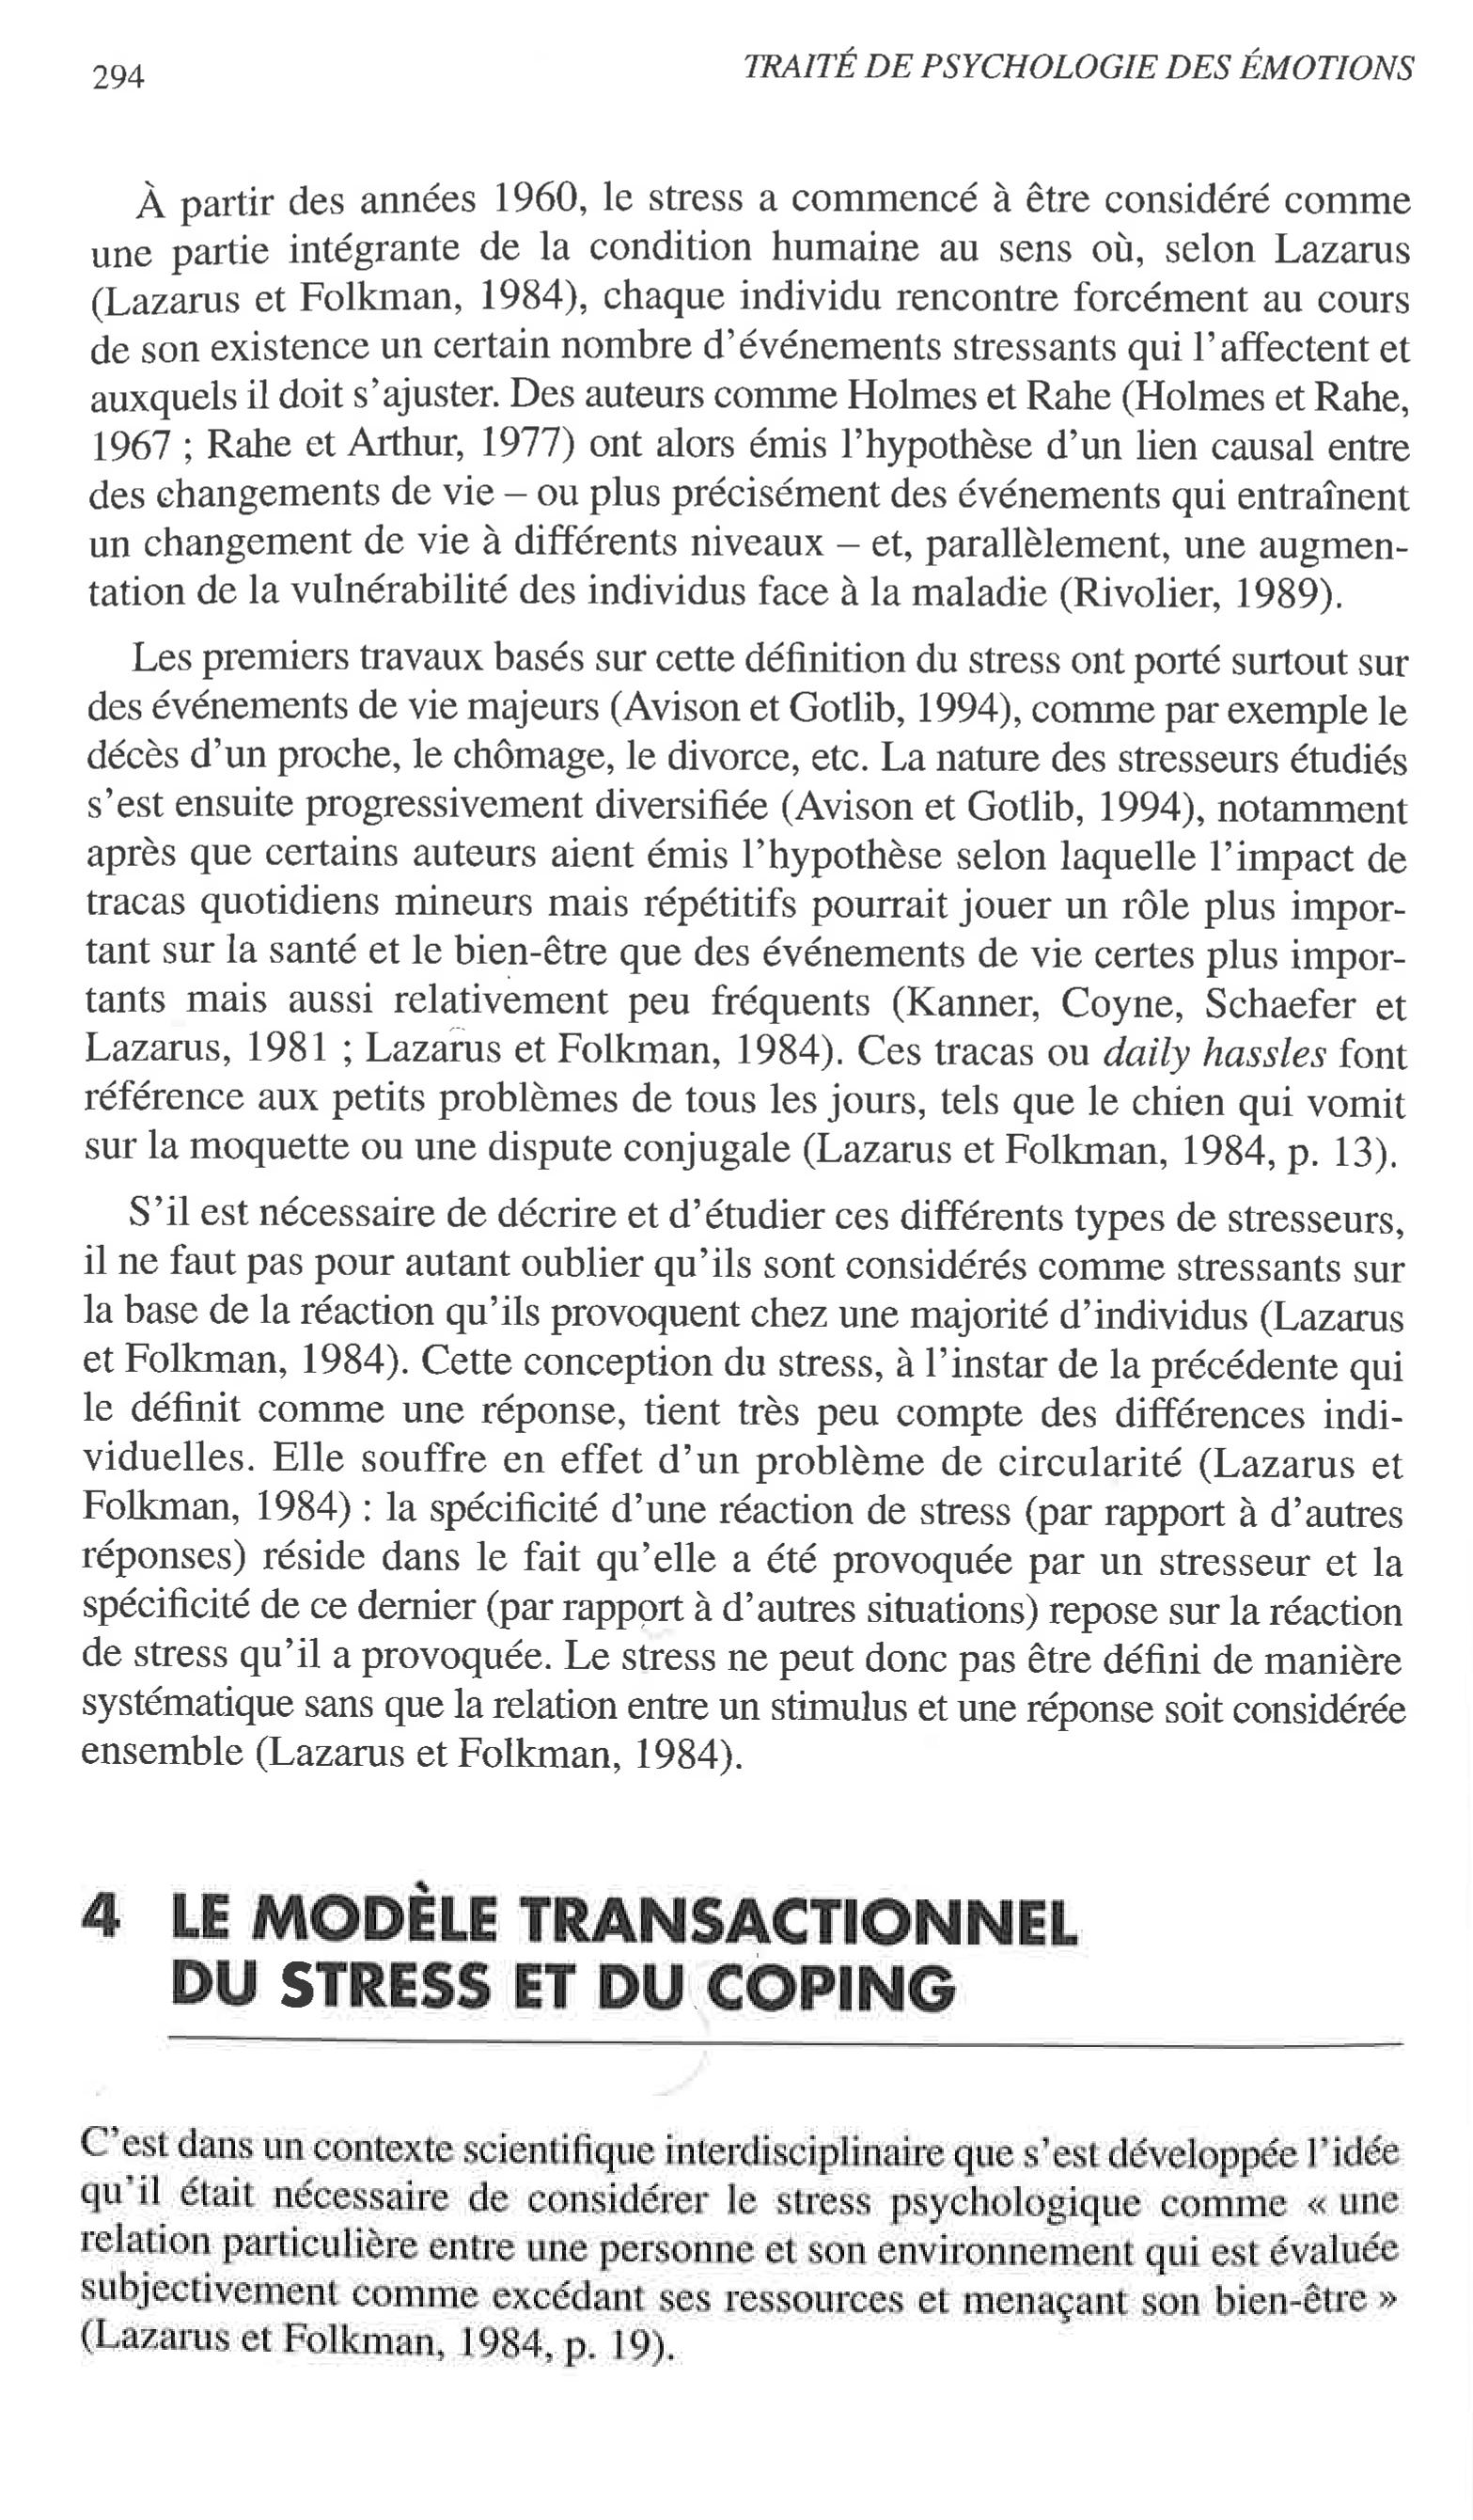 294
TRAITÉ DE PSYCHOLOGIE DES ÉMOTIONS
À partir des années 1960, le stress a commencé à être considéré comme
une partie intégrante de la condition humaine au sens où, selon Lazarus
(Lazarus et Folkman, 1984), chaque individu rencontre forcément au cours
de son existence un certain nombre d'événements stressants qui l'affectent et
auxquels il doit s'ajuster. Des auteurs comme Holmes et Rahe (Holmes et Rahe,
1967 ; Rahe et Arthur, 1977) ont alors émis l'hypothèse d'un lien causal entre
des changements de vie – ou plus précisément des événements qui entraînent
un changement de vie à différents niveaux – et, parallèlement, une augmen-
tation de la vulnérabilité des individus face à la maladie (Rivolier, 1989).
Les premiers travaux basés sur cette définition du stress ont porté surtout sur
des événements de vie majeurs (Avison et Gotlib, 1994), comme par exemple le
décès d'un proche, le chômage, le divorce, etc. La nature des stresseurs étudiés
s'est ensuite progressivement diversifiée (Avison et Gotlib, 1994), notamment
après que certains auteurs aient émis l'hypothèse selon laquelle l'impact de
tracas quotidiens mineurs mais répétitifs pourrait jouer un rôle plus impor-
tant sur la santé et le bien-être que des événements de vie certes plus impor-
tants mais aussi relativement peu fréquents (Kanner, Coyne, Schaefer et
Lazarus, 1981 ; Lazarus et Folkman, 1984). Ces tracas ou daily hassles font
référence aux petits problèmes de tous les jours, tels que le chien qui vomit
sur la moquette ou une dispute conjugale (Lazarus et Folkman, 1984, p. 13).
S'il est nécessaire de décrire et d'étudier ces différents types de stresseurs,
il ne faut pas pour autant oublier qu'ils sont considérés comme stressants sur
la base de la réaction qu'ils provoquent chez une majorité d'individus (Lazarus
et Folkman, 1984). Cette conception du stress, à l'instar de la précédente qui
le définit comme une réponse, tient très peu compte des différences indi-
viduelles. Elle souffre en effet d'un problème de circularité (Lazarus et
Folkman, 1984) : la spécificité d'une réaction de stress (par rapport à d'autres
réponses) réside dans le fait qu'elle a été provoquée par un stresseur et la
spécificité de ce dernier (par rapport à d'autres situations) repose sur la réaction
de stress qu'il a provoquée. Le stress ne peut donc pas être défini de manière
systématique sans que la relation entre un stimulus et une réponse soit considérée
ensemble (Lazarus et Folkman, 1984).
4 LE MODÈLE TRANSACTIONNEL
DU STRESS ET DU COPING
C'est dans un contexte scientifique interdisciplinaire que s'est développée l'idée
qu'il était nécessaire de considérer le stress psychologique comme « une
relation particulière entre une personne et son environnement qui est évaluée
subjectivement comme excédant ses ressources et menaçant son bien-être »
(Lazarus et Folkman, 1984, p. 19).